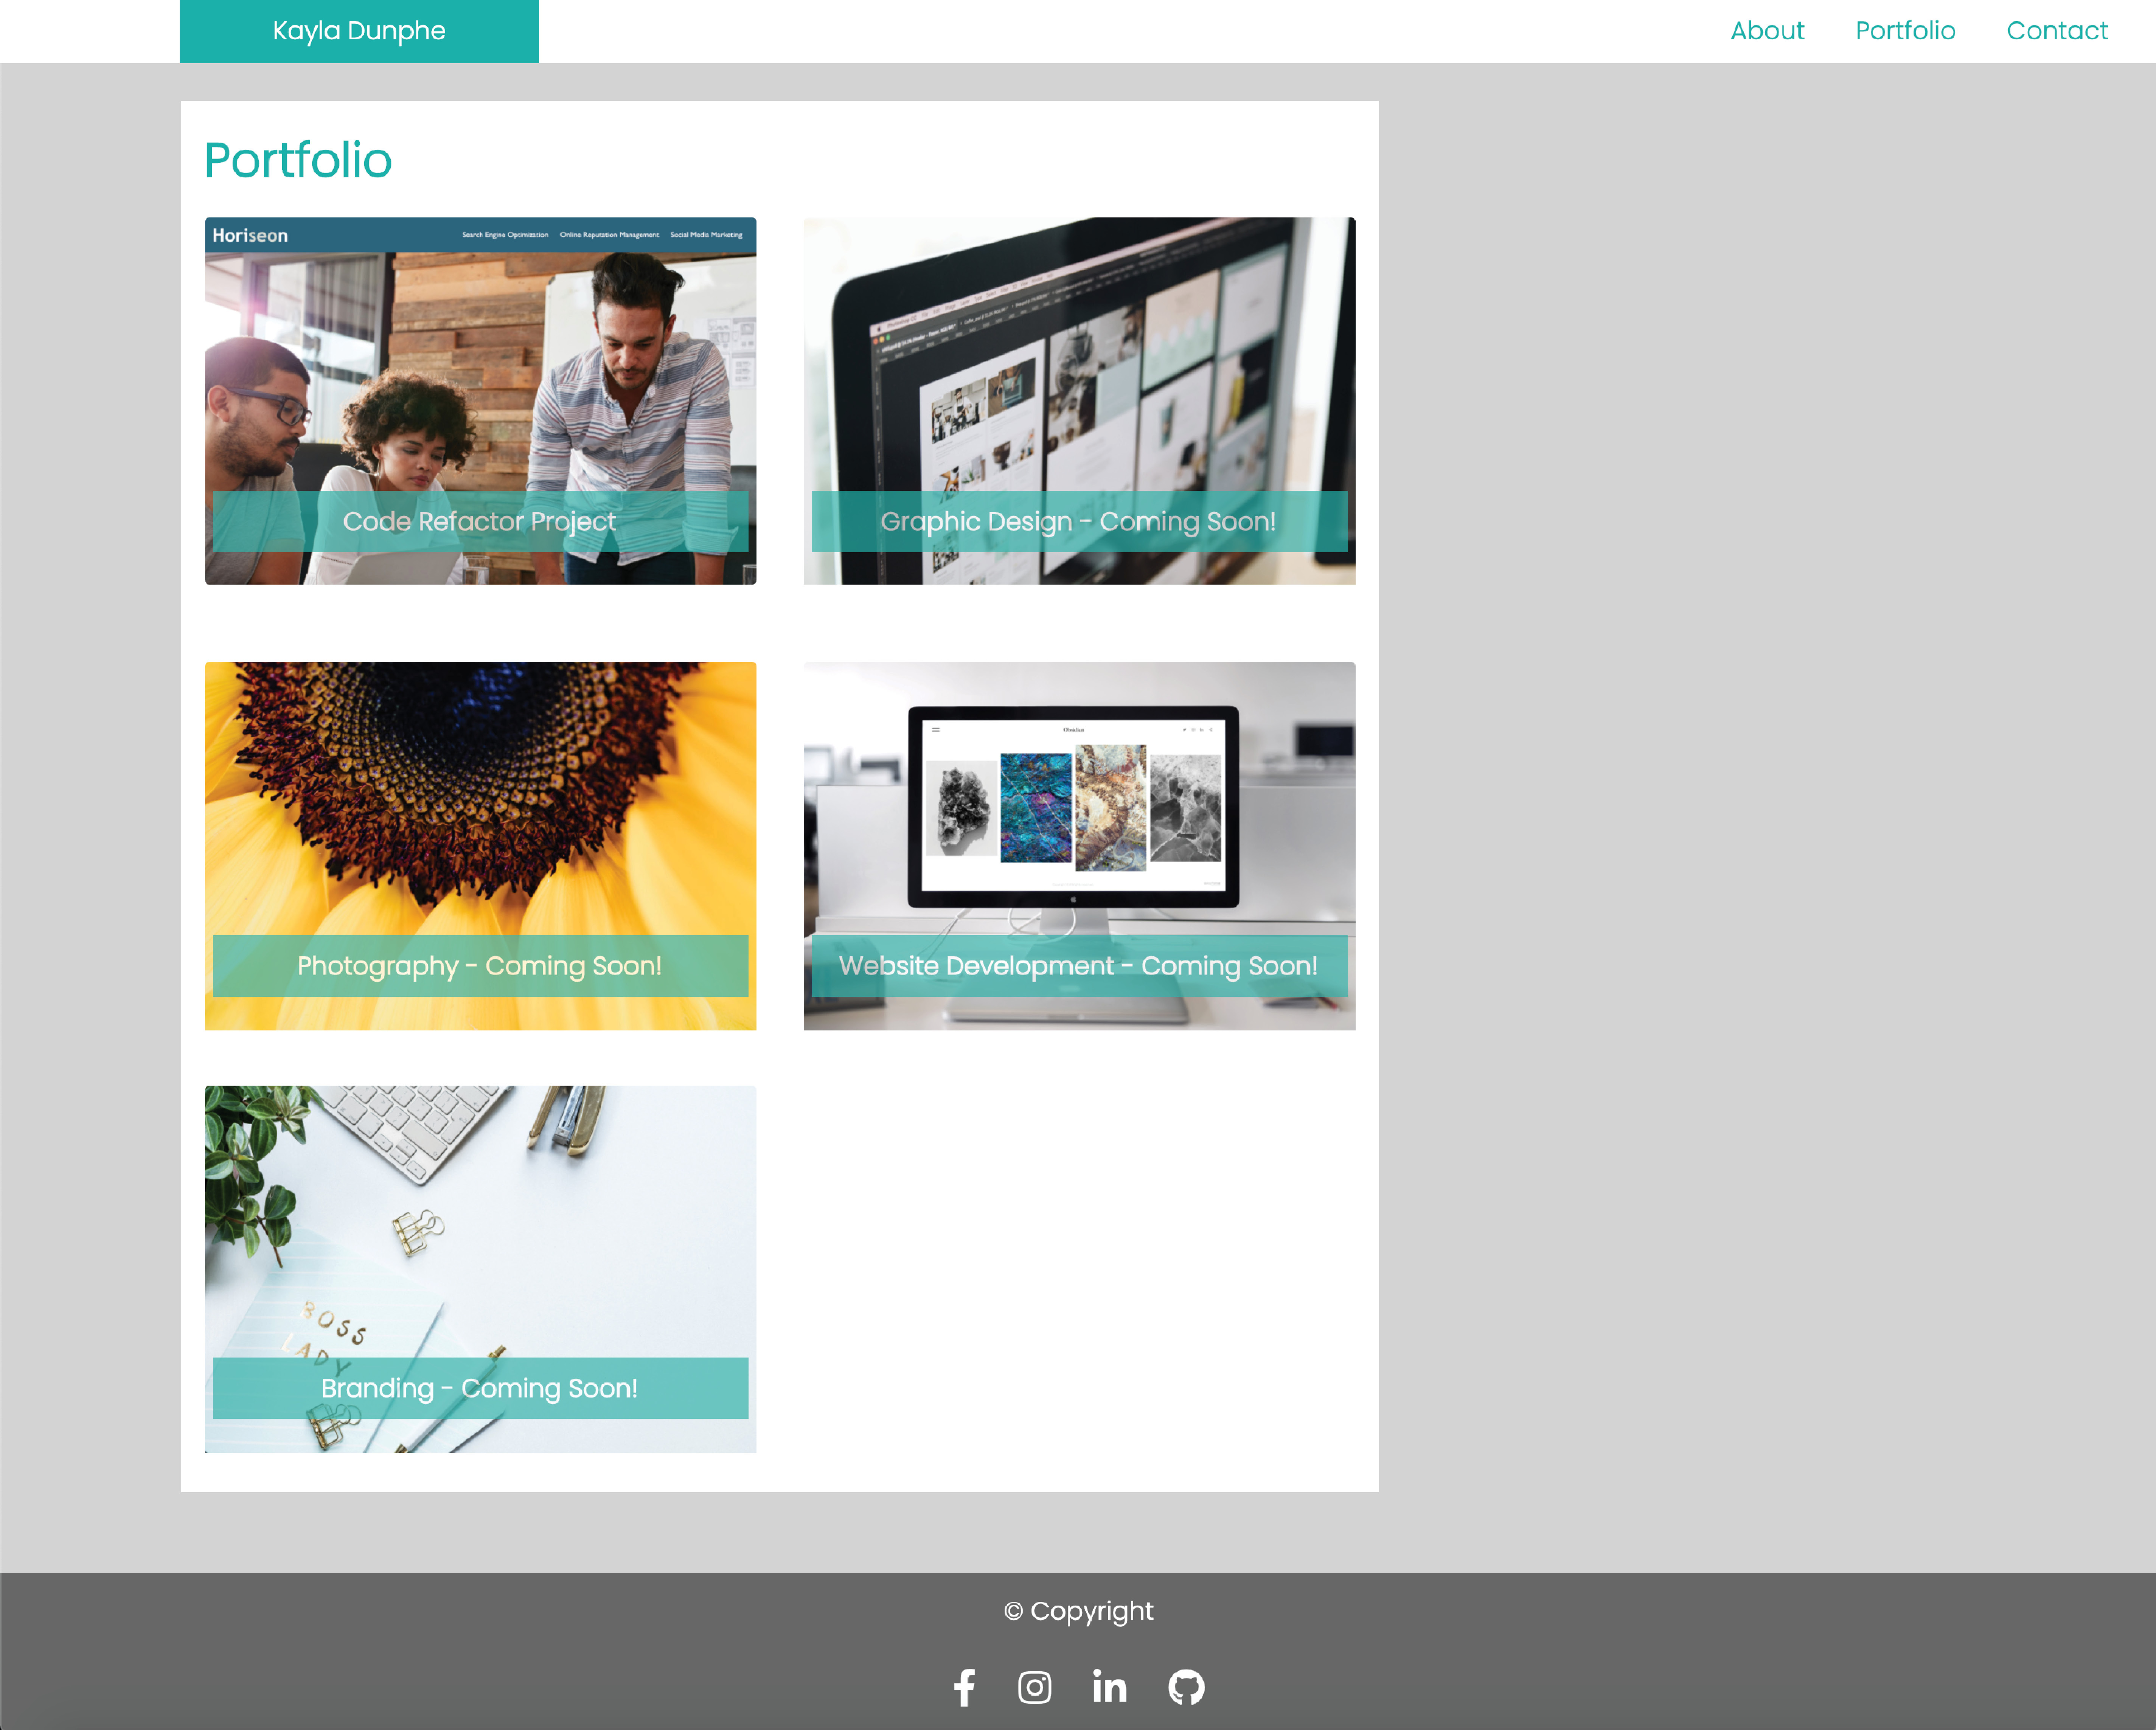 Kayla Dunphe
About Portfolio Contact
Portfolio
Horiseon
Search Engine Optimization Online Reputation Management Social Media Marketing
Code Refactor Project
Graphic Design - Coming Soon!
Obsidian
Photography - Coming Soon!
Website Development - Coming Soon!
BOSS
LADY
Branding - Coming Soon!
© Copyright